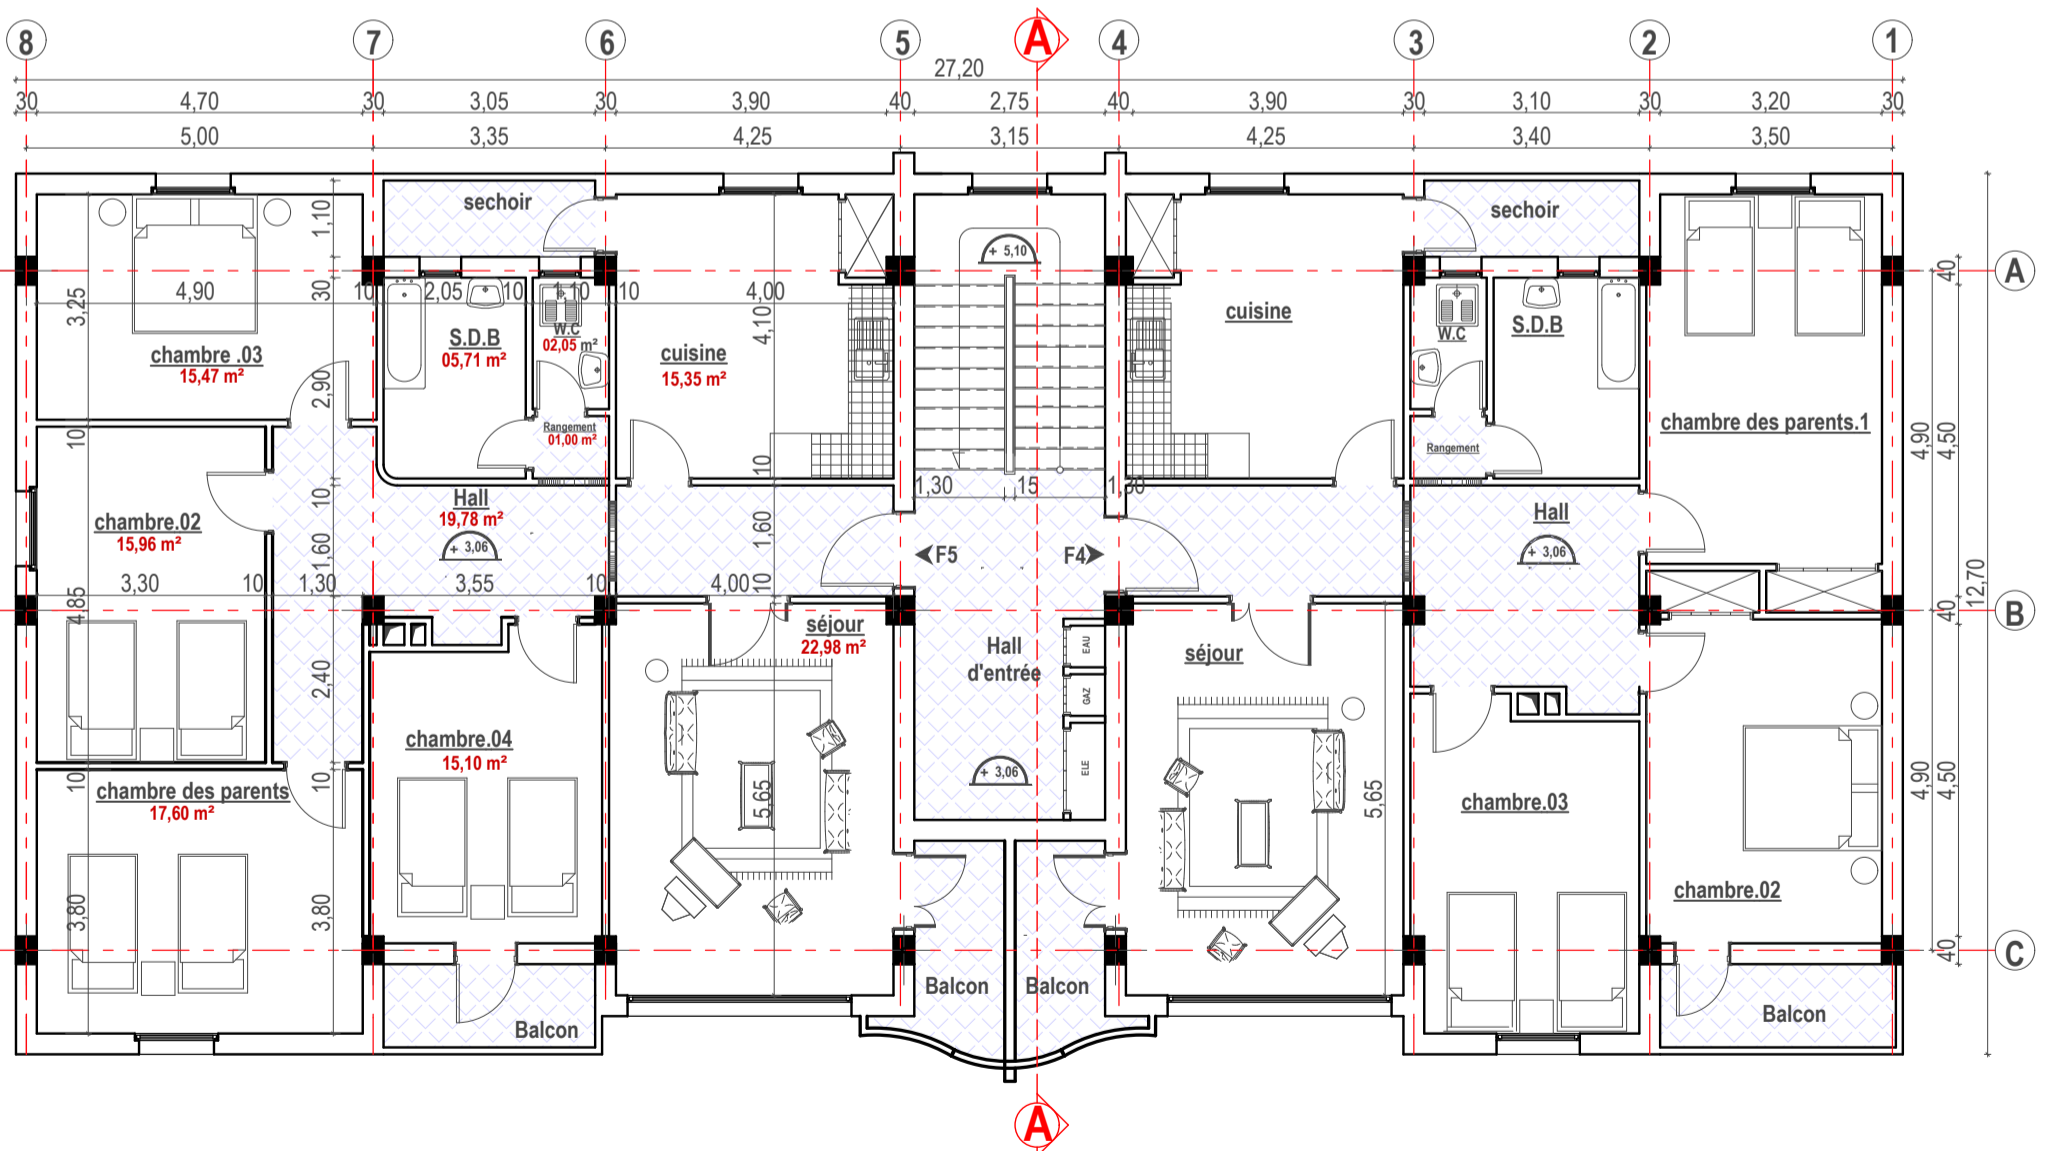 8 7 6 5 A 4 3 2 1
27,20
30 4,70 30 3,05 30 3,90 40 2,75 40 3,90 30 3,10 30 3,20 30
5,00 3,35 4,25 3,15 4,25 3,40 3,50
sechoir
sechoir
1,10
+ 5,10
A
40
30
3,25
4,90 10 2,05 10 1,10 10 4,00
4,10
cuisine
W.C
02,05 m²
S.D.B
05,71 m²
chambre .03
15,47 m²
cuisine
15,35 m²
W.C
S.D.B
2,90
chambre des parents.1
Rangement
01,00 m²
Rangement
10
10
4,90
4,50
1,30 15 1,30
10
Hall
19,78 m²
+ 3,06
chambre.02
15,96 m²
1,60
1,60
F5
F4
Hall
+ 3,06
12,70
3,30 10 1,30 3,55 10 4,00
10
4,85
B
40
séjour
22,98 m²
Hall
d'entrée
EAU
GAZ
ELE
séjour
2,40
chambre.04
15,10 m²
+ 3,06
10
10
chambre des parents
17,60 m²
5,65
5,65
chambre.03
4,90
4,50
chambre.02
3,80
3,80
C
40
Balcon
Balcon
Balcon
Balcon
A